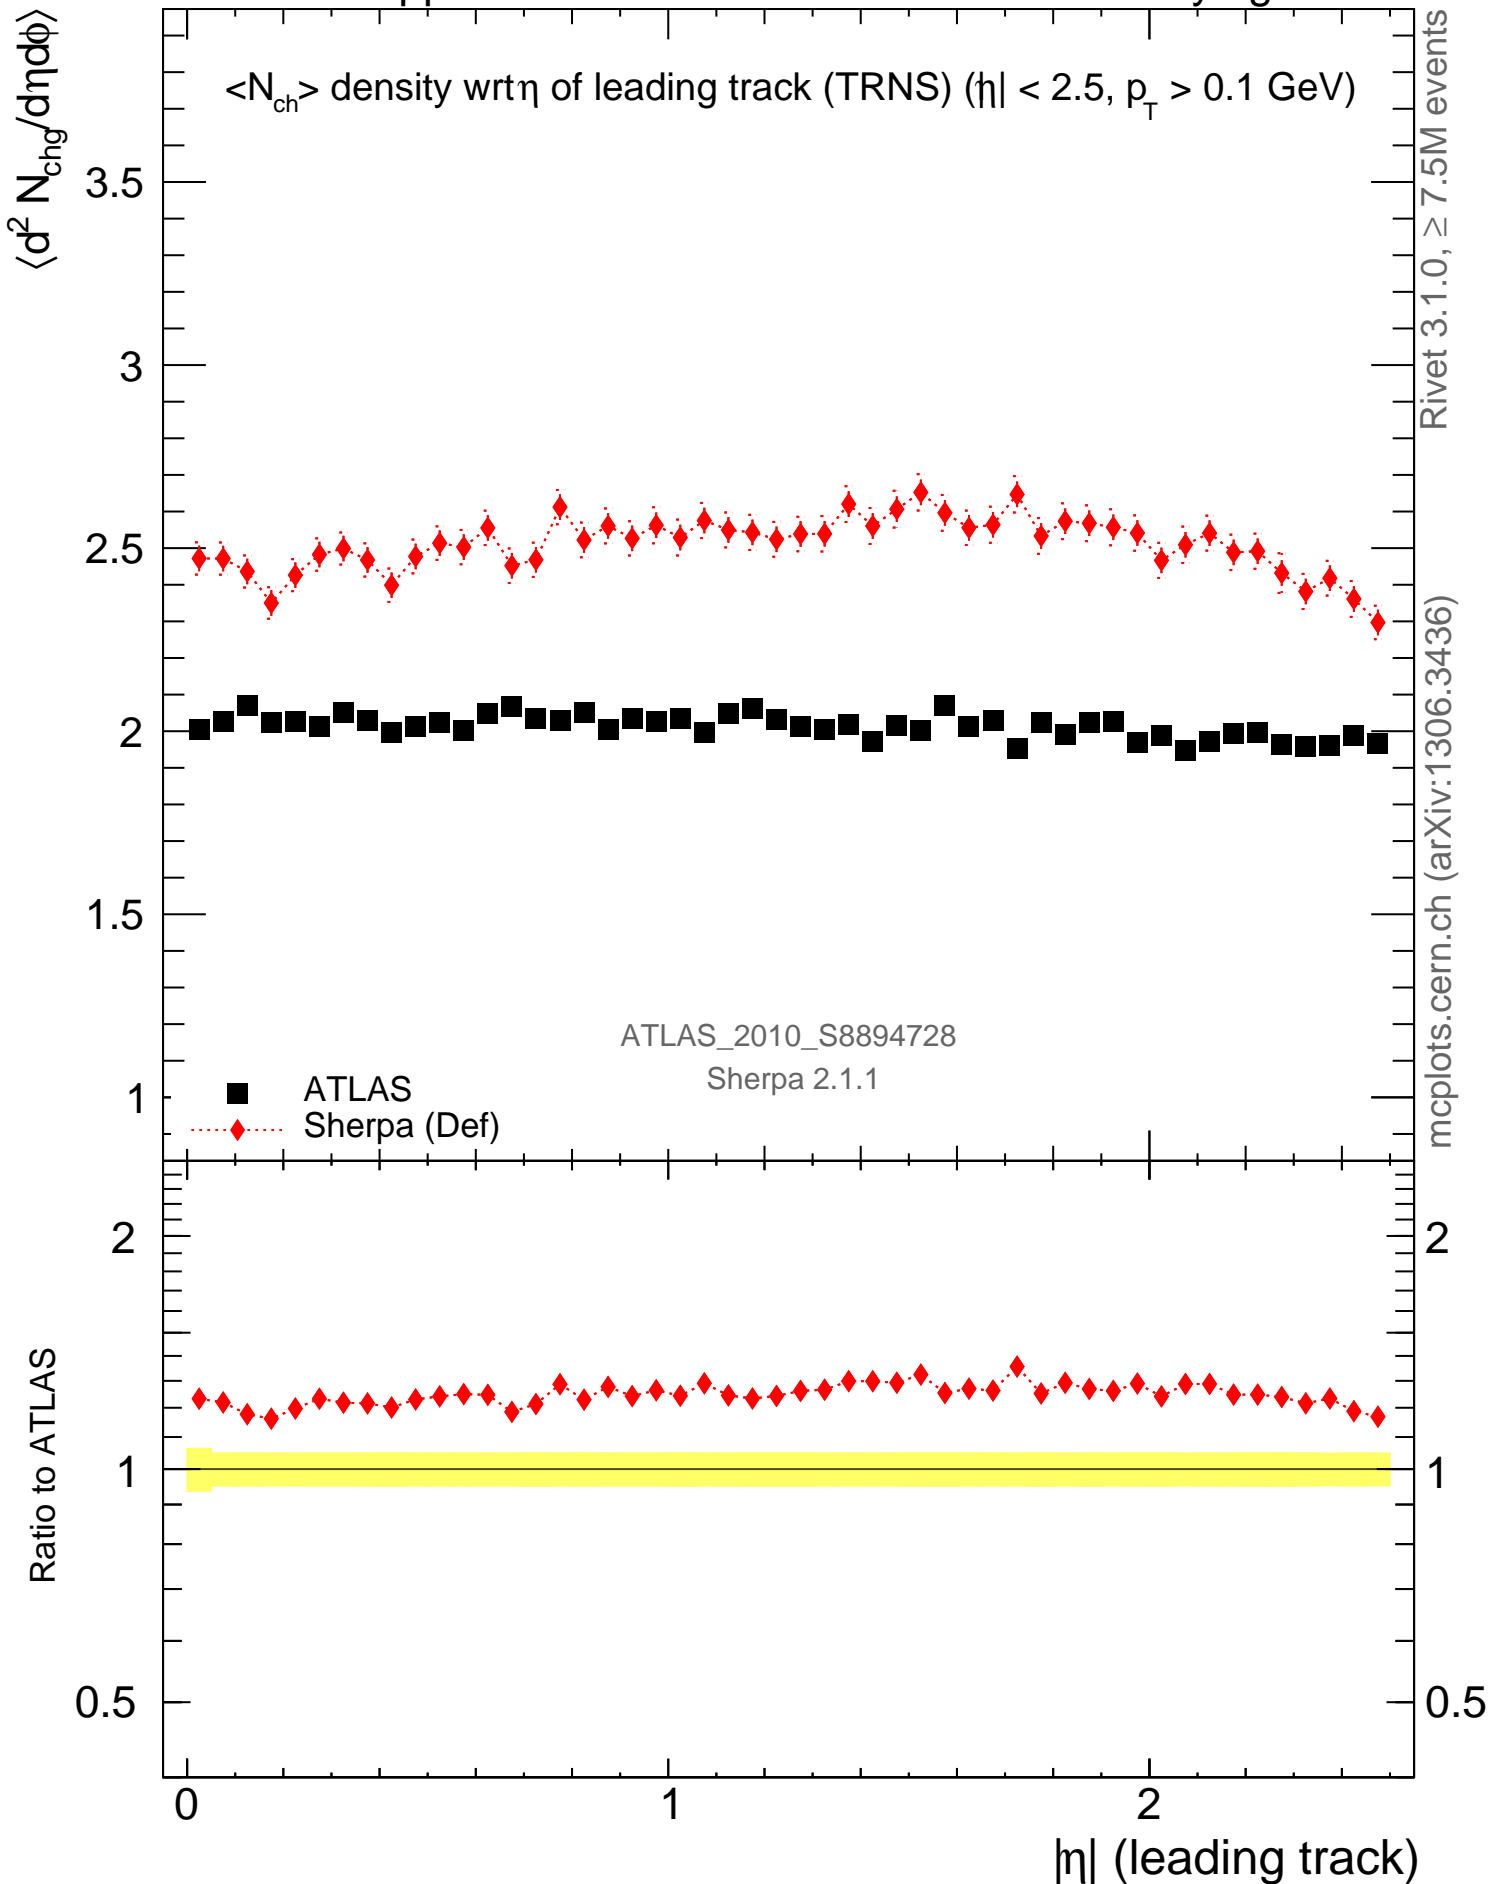 <N_ch> density wrt η of leading track (TRNS) (|η| < 2.5, p_T > 0.1 GeV)
⟨d² N_chg/dηdϕ⟩
3.5
3
2.5
2
1.5
1
ATLAS_2010_S8894728
Sherpa 2.1.1
ATLAS
Sherpa (Def)
Rivet 3.1.0, ≥ 7.5M events
mcplots.cern.ch (arXiv:1306.3436)
Ratio to ATLAS
2
1
0.5
2
1
0.5
0
1
2
|η| (leading track)